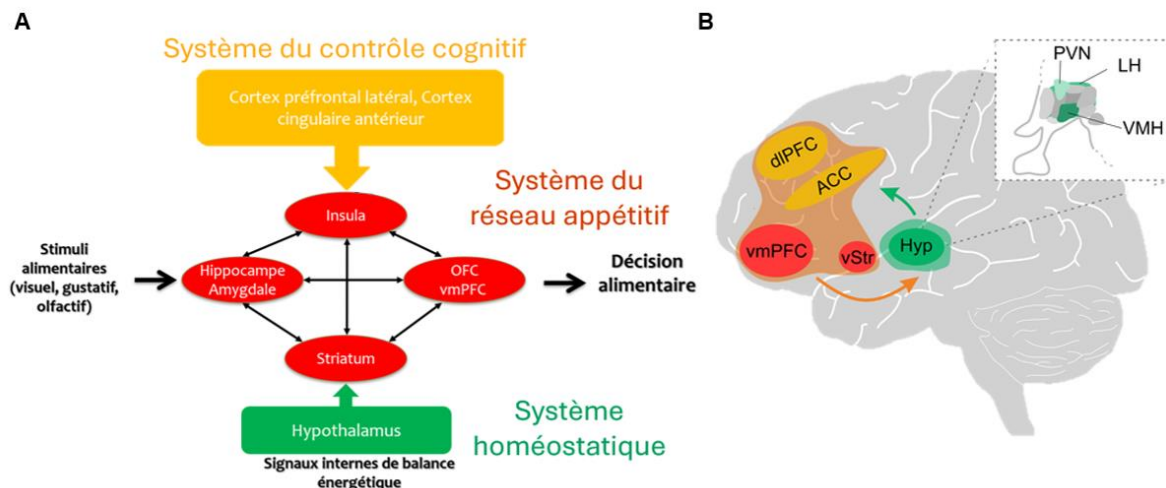 A
Système du contrôle cognitif
Cortex préfrontal latéral, Cortex
cingulaire antérieur
Système du
réseau appétitif
Insula
Stimuli
alimentaires
(visuel, gustatif,
olfactif)
Hippocampe
Amygdale
OFC
vmPFC
Décision
alimentaire
Striatum
Hypothalamus
Système
homéostatique
Signaux internes de balance
énergétique
B
PVN
LH
VMH
dlPFC
ACC
vmPFC
vStr
Hyp